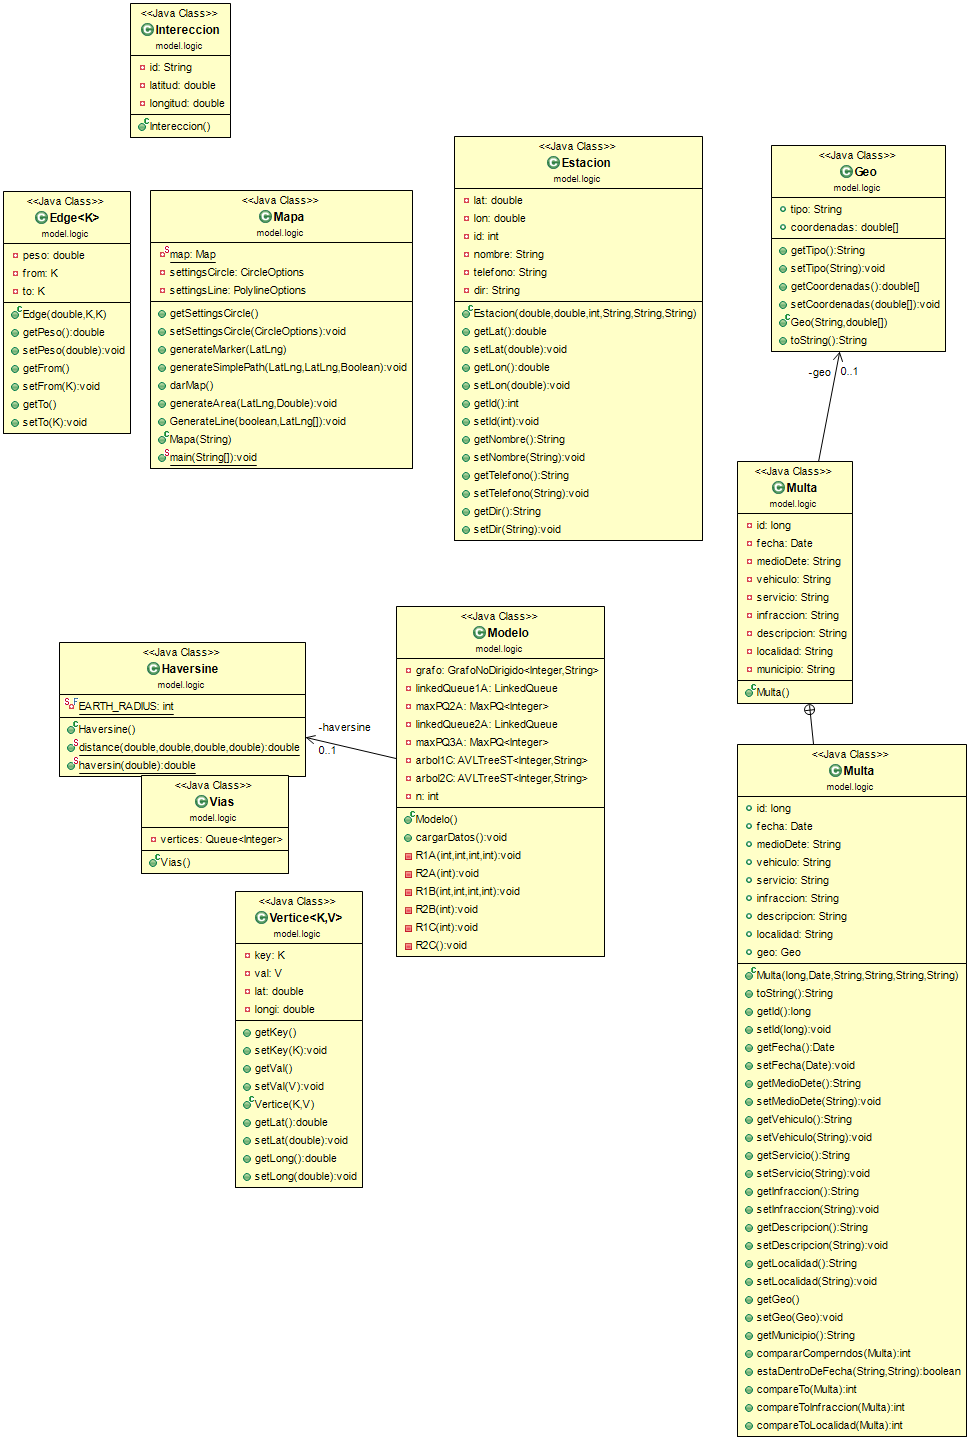 <<Java Class>>
Intereccion
model.logic
id: String
latitud: double
longitud: double
Intereccion()
<<Java Class>>
Edge<K>
model.logic
peso: double
from: K
to: K
Edge(double,K,K)
getPeso():double
setPeso(double):void
getFrom()
setFrom(K):void
getTo()
setTo(K):void
<<Java Class>>
Mapa
model.logic
map: Map
settingsCircle: CircleOptions
settingsLine: PolylineOptions
getSettingsCircle()
setSettingsCircle(CircleOptions):void
generateMarker(LatLng)
generateSimplePath(LatLng,LatLng,Boolean):void
darMap()
generateArea(LatLng,Double):void
GenerateLine(boolean,LatLng[]):void
Mapa(String)
main(String[]):void
<<Java Class>>
Estacion
model.logic
lat: double
lon: double
id: int
nombre: String
telefono: String
dir: String
Estacion(double,double,int,String,String,String)
getLat():double
setLat(double):void
getLon():double
setLon(double):void
getId():int
setId(int):void
getNombre():String
setNombre(String):void
getTelefono():String
setTelefono(String):void
getDir():String
setDir(String):void
<<Java Class>>
Geo
model.logic
tipo: String
coordenadas: double[]
getTipo():String
setTipo(String):void
getCoordenadas():double[]
setCoordenadas(double[]):void
Geo(String,double[])
toString():String
-geo 0..1
<<Java Class>>
Multa
model.logic
id: long
fecha: Date
medioDete: String
vehiculo: String
servicio: String
infraccion: String
descripcion: String
localidad: String
municipio: String
Multa()
<<Java Class>>
Haversine
model.logic
EARTH_RADIUS: int
Haversine()
distance(double,double,double,double):double
haversin(double):double
-haversine
0..1
<<Java Class>>
Modelo
model.logic
grafo: GrafoNoDirigido<Integer,String>
linkedQueue1A: LinkedQueue
maxPQ2A: MaxPQ<Integer>
linkedQueue2A: LinkedQueue
maxPQ3A: MaxPQ<Integer>
arbol1C: AVLTreeST<Integer,String>
arbol2C: AVLTreeST<Integer,String>
n: int
Modelo()
cargarDatos():void
R1A(int,int,int,int):void
R2A(int):void
R1B(int,int,int,int):void
R2B(int):void
R1C(int):void
R2C():void
<<Java Class>>
Vias
model.logic
vertices: Queue<Integer>
Vias()
<<Java Class>>
Vertice<K,V>
model.logic
key: K
val: V
lat: double
longi: double
getKey()
setKey(K):void
getVal()
setVal(V):void
Vertice(K,V)
getLat():double
setLat(double):void
getLong():double
setLong(double):void
<<Java Class>>
Multa
model.logic
id: long
fecha: Date
medioDete: String
vehiculo: String
servicio: String
infraccion: String
descripcion: String
localidad: String
geo: Geo
Multa(long,Date,String,String,String,String)
toString():String
getId():long
setId(long):void
getFecha():Date
setFecha(Date):void
getMedioDete():String
setMedioDete(String):void
getVehiculo():String
setVehiculo(String):void
getServicio():String
setServicio(String):void
getInfraccion():String
setInfraccion(String):void
getDescripcion():String
setDescripcion(String):void
getLocalidad():String
setLocalidad(String):void
getGeo()
setGeo(Geo):void
getMunicipio():String
compararComperndos(Multa):int
estaDentroDeFecha(String,String):boolean
compareTo(Multa):int
compareToInfraccion(Multa):int
compareToLocalidad(Multa):int